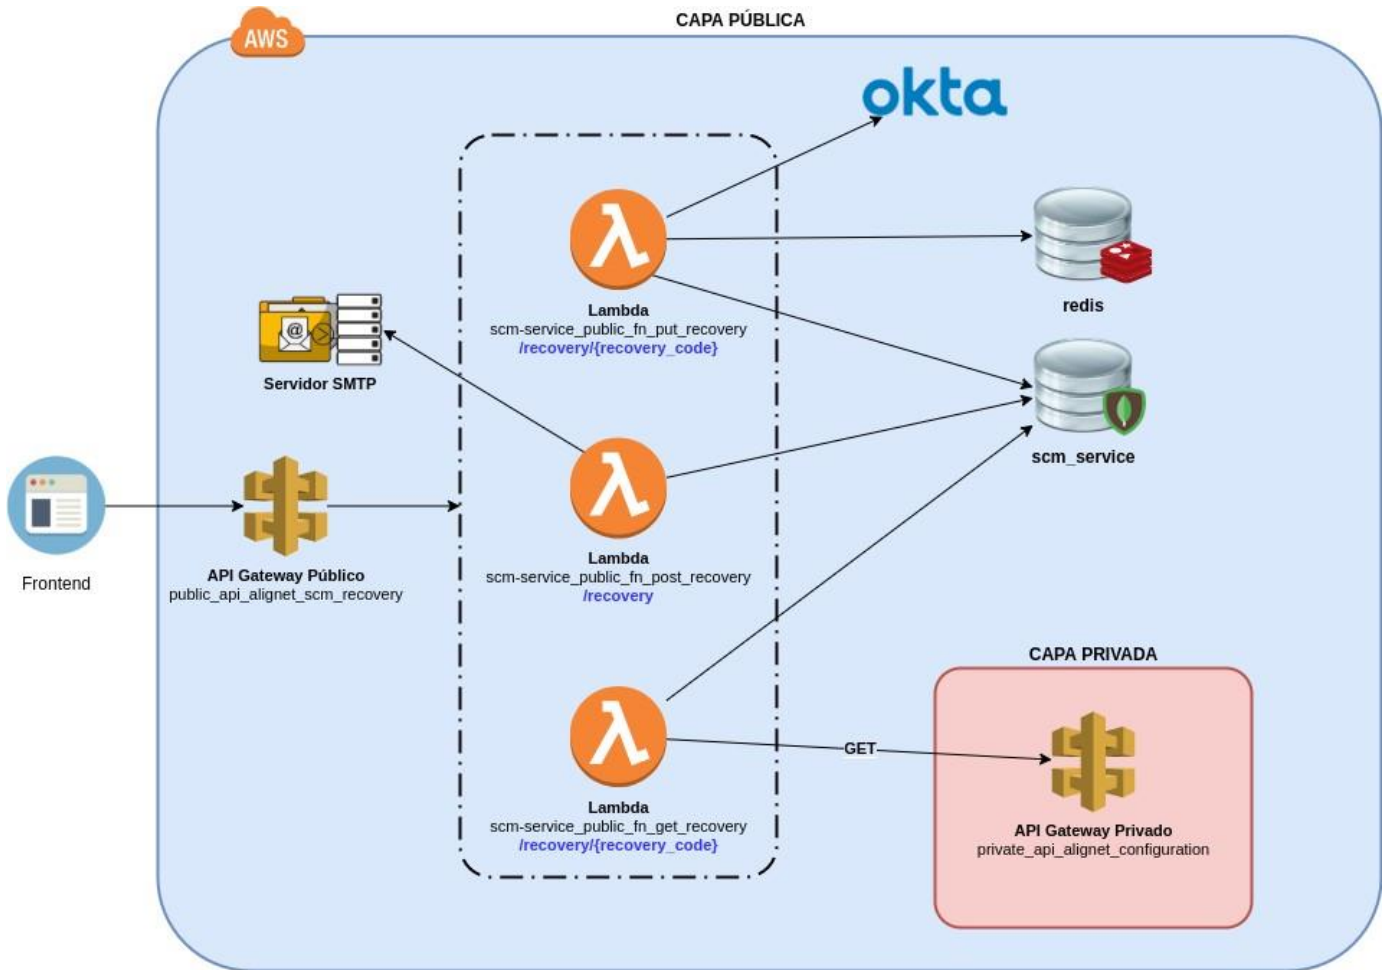 CAPA PÚBLICA
AWS
okta
redis
Lambda
scm-service_public_fn_put_recovery
/recovery/{recovery_code}
@
Servidor SMTP
scm_service
Frontend
API Gateway Público
public_api_alignet_scm_recovery
Lambda
scm-service_public_fn_post_recovery
/recovery
CAPA PRIVADA
GET
Lambda
scm-service_public_fn_get_recovery
/recovery/{recovery_code}
API Gateway Privado
private_api_alignet_configuration